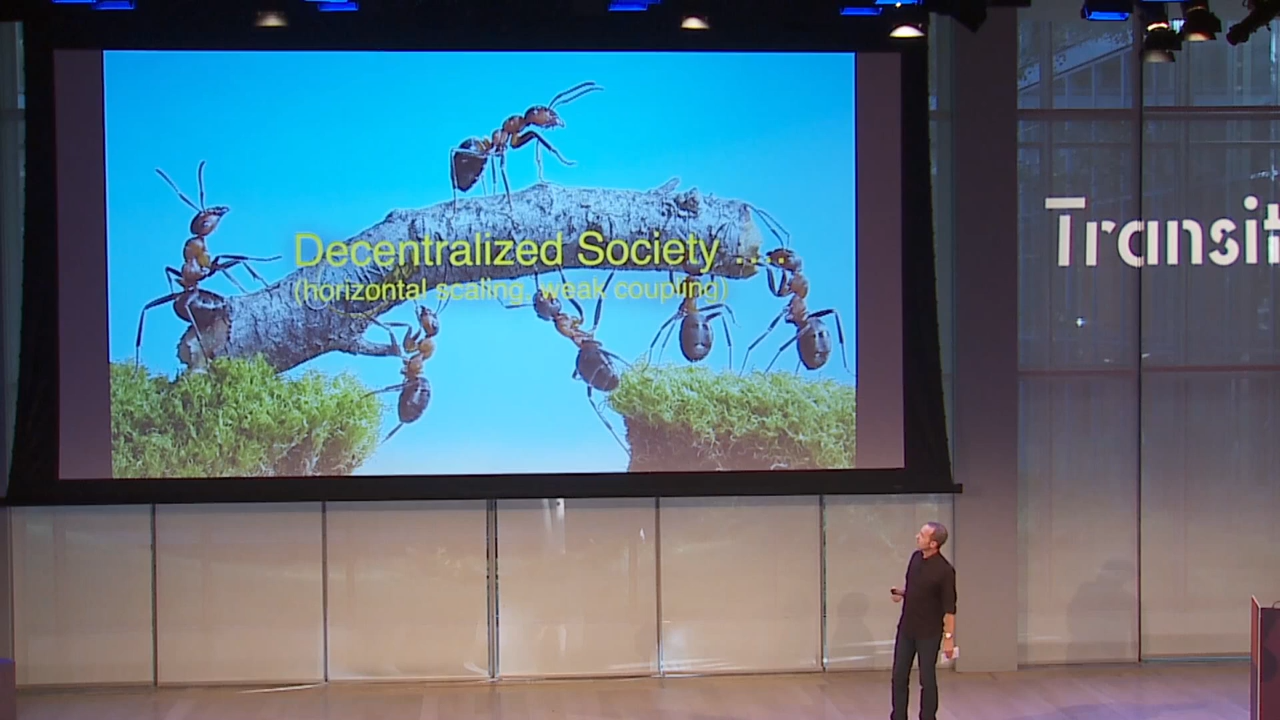 Decentralized Society ....
(horizontal scaling, weak coupling)
Transit